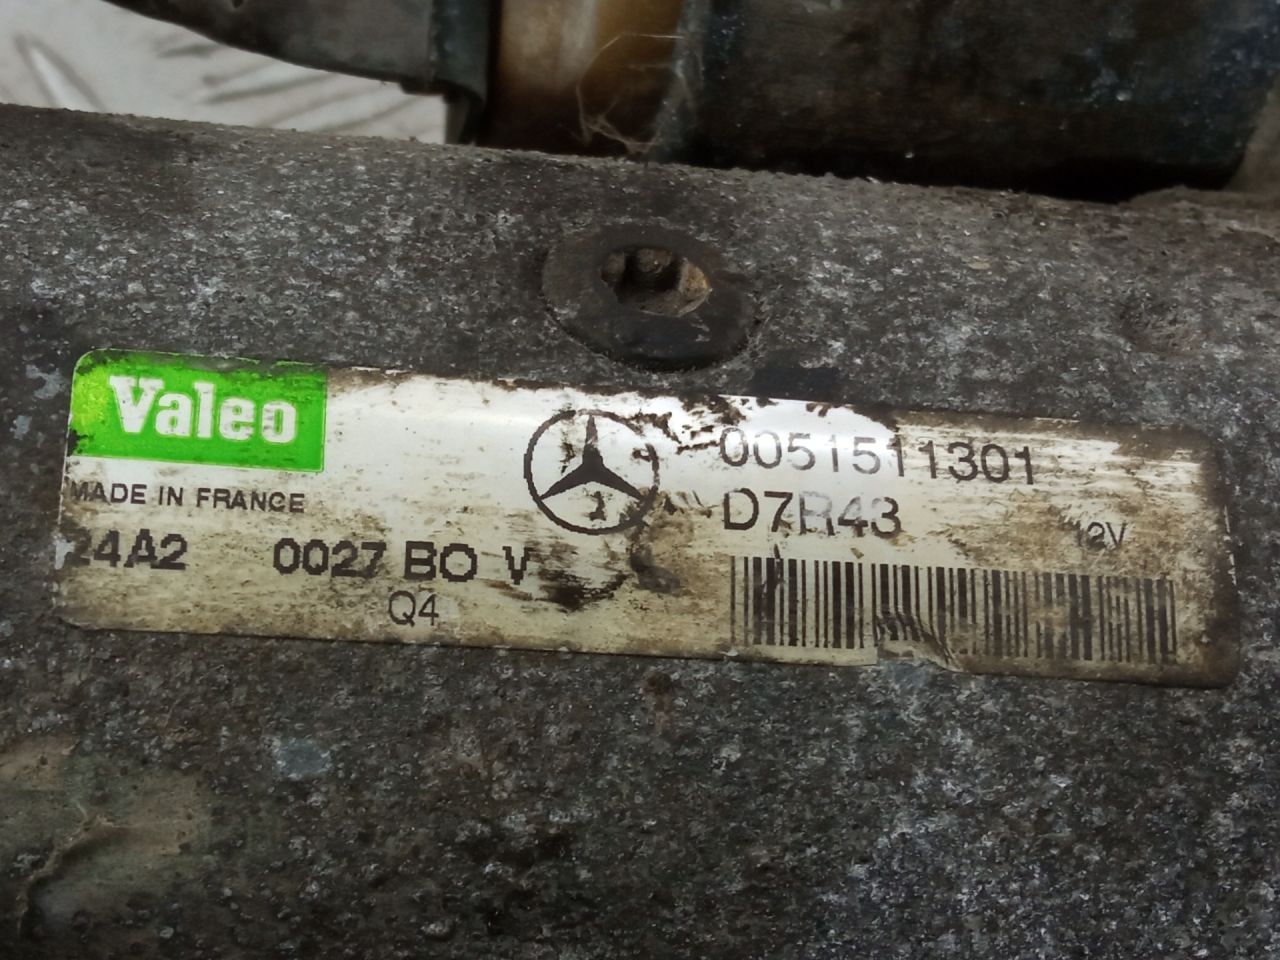 Valeo
0051511301
MADE IN FRANCE
D7R43
12V
24A2 0027 BO V
Q4